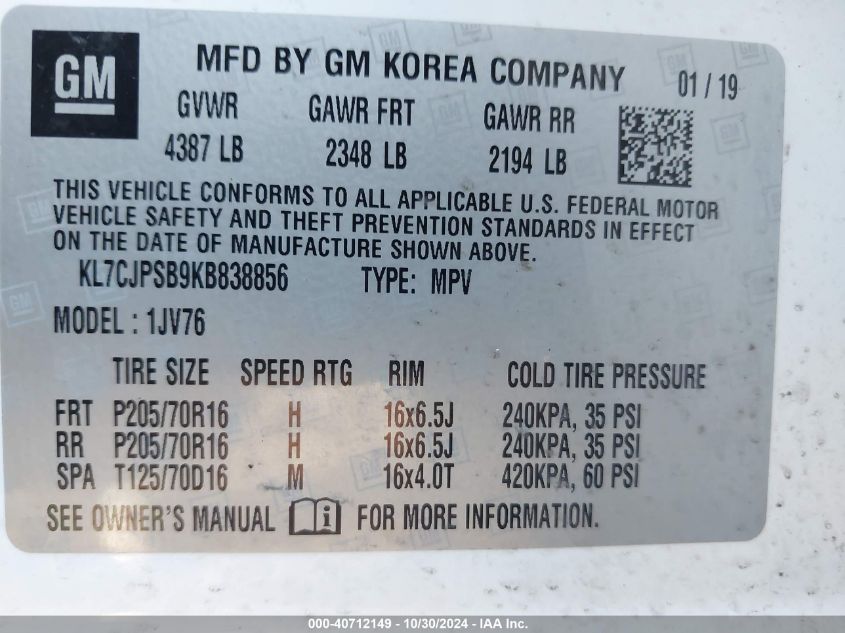 GM
MFD BY GM KOREA COMPANY 01 / 19
GVWR GAWR FRT GAWR RR
4387 LB 2348 LB 2194 LB
THIS VEHICLE CONFORMS TO ALL APPLICABLE U.S. FEDERAL MOTOR
VEHICLE SAFETY AND THEFT PREVENTION STANDARDS IN EFFECT
ON THE DATE OF MANUFACTURE SHOWN ABOVE.
KL7CJPSB9KB838856 TYPE: MPV
MODEL : 1JV76
TIRE SIZE SPEED RTG RIM COLD TIRE PRESSURE
FRT P205/70R16 H 16x6.5J 240KPA, 35 PSI
RR P205/70R16 H 16x6.5J 240KPA, 35 PSI
SPA T125/70D16 M 16x4.0T 420KPA, 60 PSI
SEE OWNER'S MANUAL i FOR MORE INFORMATION.
000-40712149 - 10/30/2024 - IAA Inc.